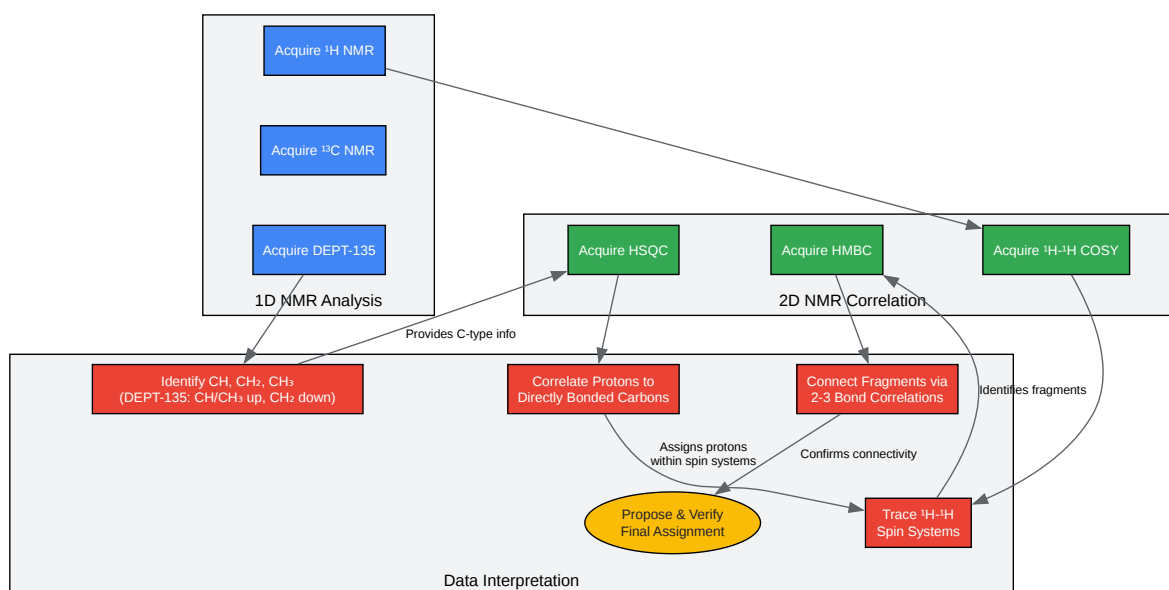 Acquire ¹H NMR
Acquire ¹³C NMR
Acquire DEPT-135
1D NMR Analysis
Acquire HSQC
Acquire HMBC
Acquire ¹H-¹H COSY
2D NMR Correlation
Provides C-type info
Identify CH, CH₂, CH₃
(DEPT-135: CH/CH₃ up, CH₂ down)
Correlate Protons to
Directly Bonded Carbons
Connect Fragments via
2-3 Bond Correlations
Identifies fragments
Assigns protons
within spin systems
Confirms connectivity
Propose & Verify
Final Assignment
Trace ¹H-¹H
Spin Systems
Data Interpretation